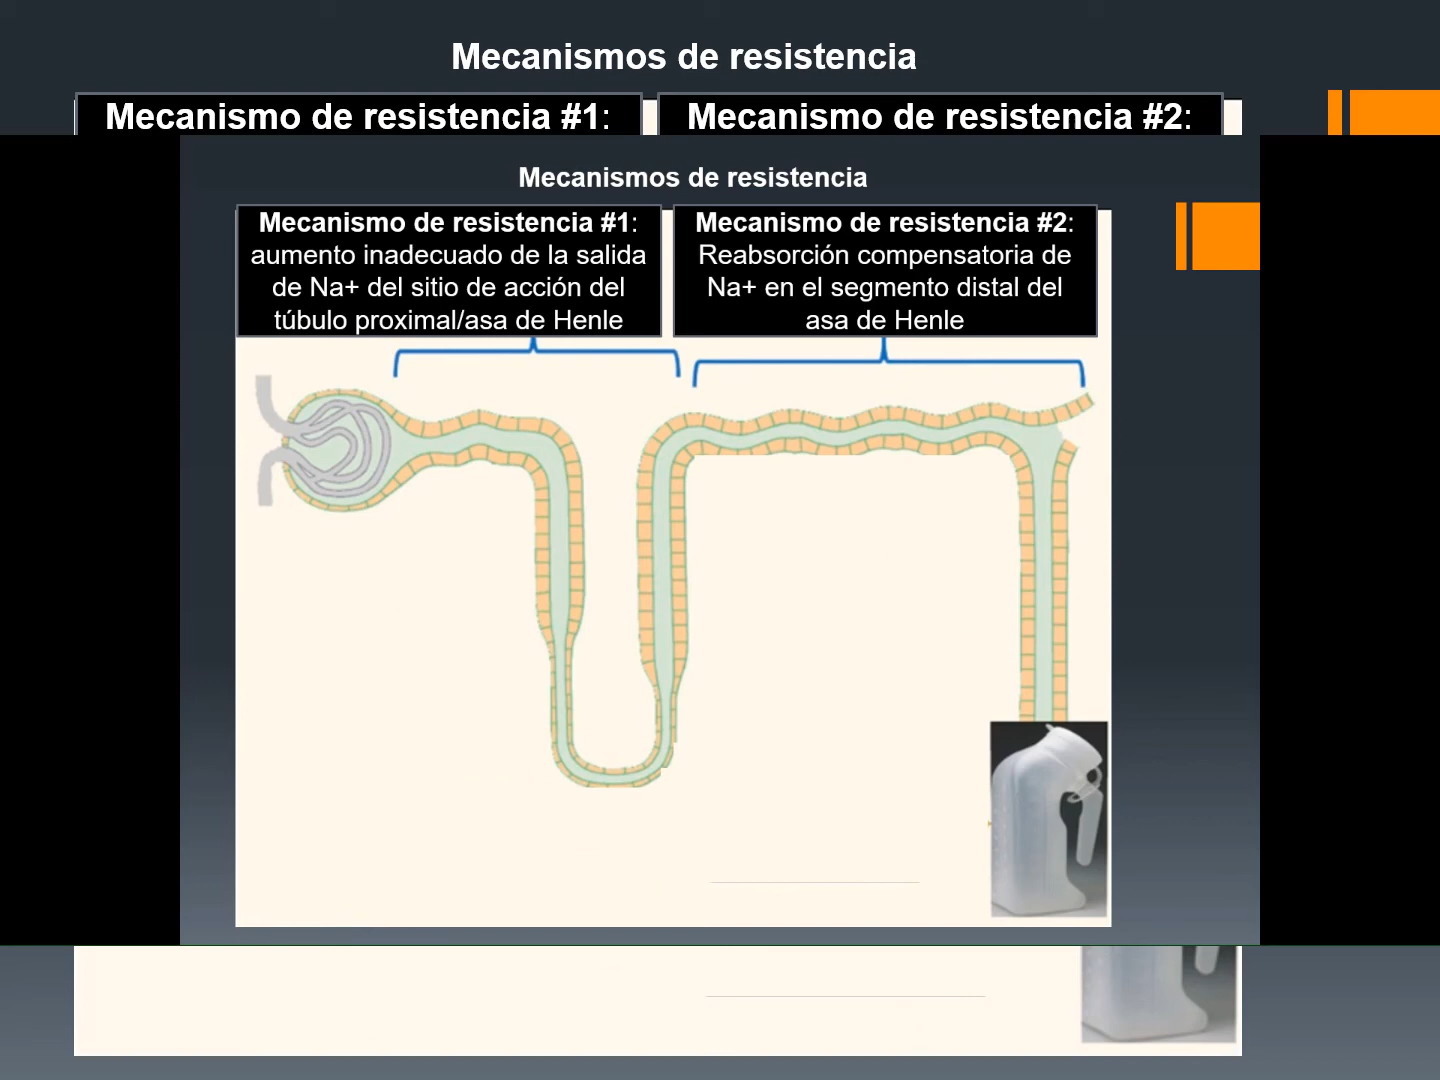 Mecanismos de resistencia
Mecanismo de resistencia #1:
Mecanismo de resistencia #2:
Mecanismos de resistencia
Mecanismo de resistencia #1:
aumento inadecuado de la salida
de Na+ del sitio de acción del
túbulo proximal/asa de Henle
Mecanismo de resistencia #2:
Reabsorción compensatoria de
Na+ en el segmento distal del
asa de Henle